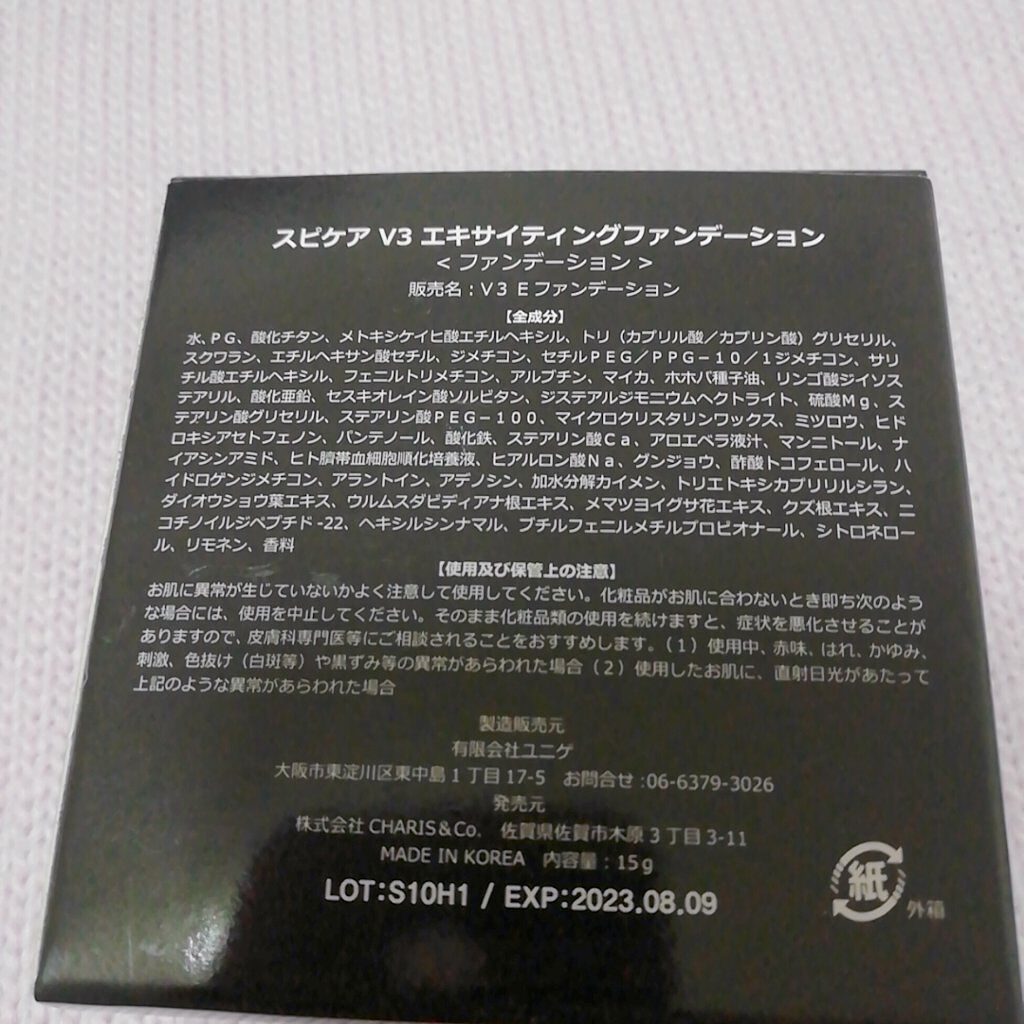 スピケア V3 エキサイティングファンデーション
<ファンデーション>
販売名：V３ E ファンデーション
【全成分】
水、PG、酸化チタン、メトキシケイヒ酸エチルヘキシル、トリ（カプリル酸／カプリン酸）グリセリル、
スクワラン、エチルヘキサン酸セチル、ジメチコン、セチルPEG／PPG－10／1ジメチコン、サリ
チル酸エチルヘキシル、フェニルトリメチコン、アルブチン、マイカ、ホホバ種子油、リンゴ酸ジイソス
テアリル、酸化亜鉛、セスキオレイン酸ソルビタン、ジステアルジモニウムヘクトライト、硫酸Mg、ス
テアリン酸グリセリル、ステアリン酸PEG－100、マイクロクリスタリンワックス、ミツロウ、ヒド
ロキシアセトフェノン、パンテノール、酸化鉄、ステアリン酸Ca、アロエベラ液汁、マンニトール、ナ
イアシンアミド、ヒト臍帯血細胞順化培養液、ヒアルロン酸Na、グンジョウ、酢酸トコフェロール、ハ
イドロゲンジメチコン、アラントイン、アデノシン、加水分解カイメン、トリエトキシカプリリルシラン、
ダイオウショウ葉エキス、ウルムスダビディアナ根エキス、メマツヨイグサ花エキス、クズ根エキス、ニ
コチノイルジペプチド-22、ヘキシルシンナマル、ブチルフェニルメチルプロピオナール、シトロネロー
ル、リモネン、香料
【使用及び保管上の注意】
お肌に異常が生じていないかよく注意して使用してください。化粧品がお肌に合わないとき即ち次のよう
な場合には、使用を中止してください。そのまま化粧品類の使用を続けますと、症状を悪化させることが
ありますので、皮膚科専門医等にご相談されることをおすすめします。（1）使用中、赤味、はれ、かゆみ、
刺激、色抜け（白斑等）や黒ずみ等の異常があらわれた場合（2）使用したお肌に、直射日光があたって
上記のような異常があらわれた場合
製造販売元
有限会社ユニゲ
大阪市東淀川区東中島１丁目17-5　お問合せ:06-6379-3026
発売元
株式会社 CHARIS＆Co.　佐賀県佐賀市木原３丁目3-11
MADE IN KOREA　内容量：15g
LOT:S10H1 / EXP:2023.08.09
紙
外箱